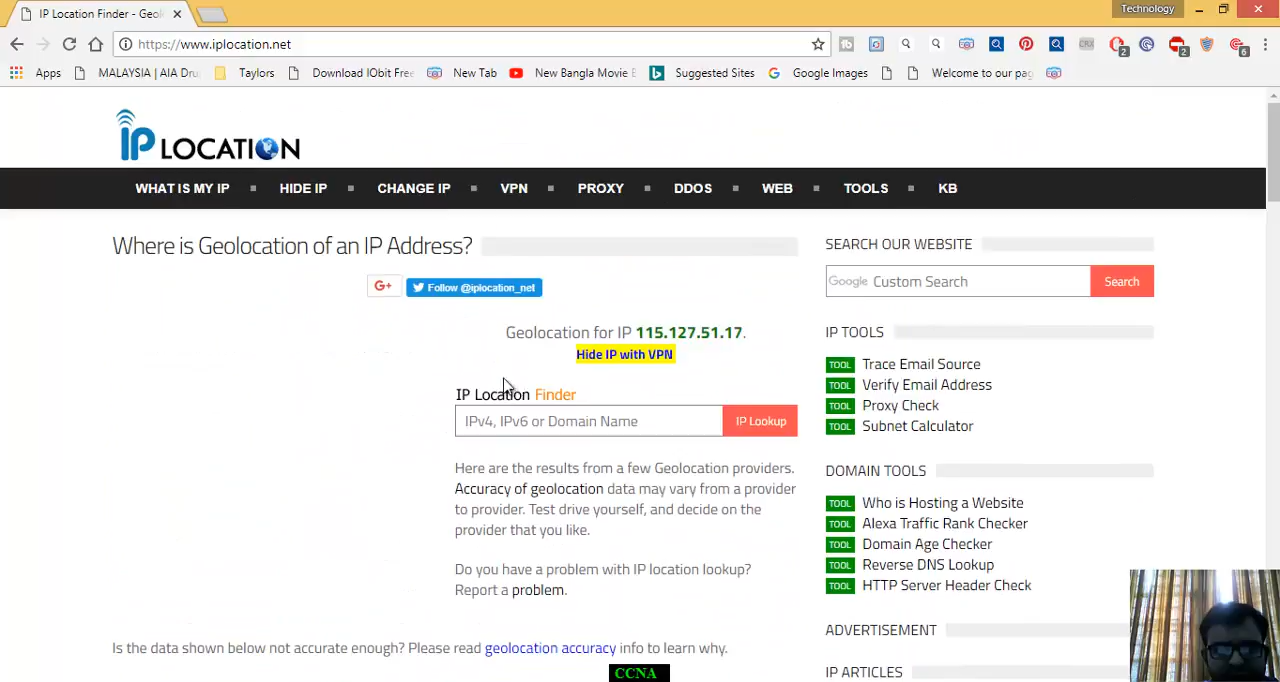 IP Location Finder - Geol
Technology
https://www.iplocation.net
2
2
6
Apps
MALAYSIA | AIA Dru
Taylors
Download IObit Free
New Tab
New Bangla Movie
Suggested Sites
Google Images
Welcome to our pag
IP LOCATION
WHAT IS MY IP
HIDE IP
CHANGE IP
VPN
PROXY
DDOS
WEB
TOOLS
KB
Where is Geolocation of an IP Address?
G+
Follow @iplocation_net
Geolocation for IP 115.127.51.17.
Hide IP with VPN
IP Location Finder
IPv4, IPv6 or Domain Name
IP Lookup
Here are the results from a few Geolocation providers.
Accuracy of geolocation data may vary from a provider
to provider. Test drive yourself, and decide on the
provider that you like.
Do you have a problem with IP location lookup?
Report a problem.
Is the data shown below not accurate enough? Please read geolocation accuracy info to learn why.
SEARCH OUR WEBSITE
Google Custom Search
Search
IP TOOLS
TOOL Trace Email Source
TOOL Verify Email Address
TOOL Proxy Check
TOOL Subnet Calculator
DOMAIN TOOLS
TOOL Who is Hosting a Website
TOOL Alexa Traffic Rank Checker
TOOL Domain Age Checker
TOOL Reverse DNS Lookup
TOOL HTTP Server Header Check
ADVERTISEMENT
IP ARTICLES
CCNA